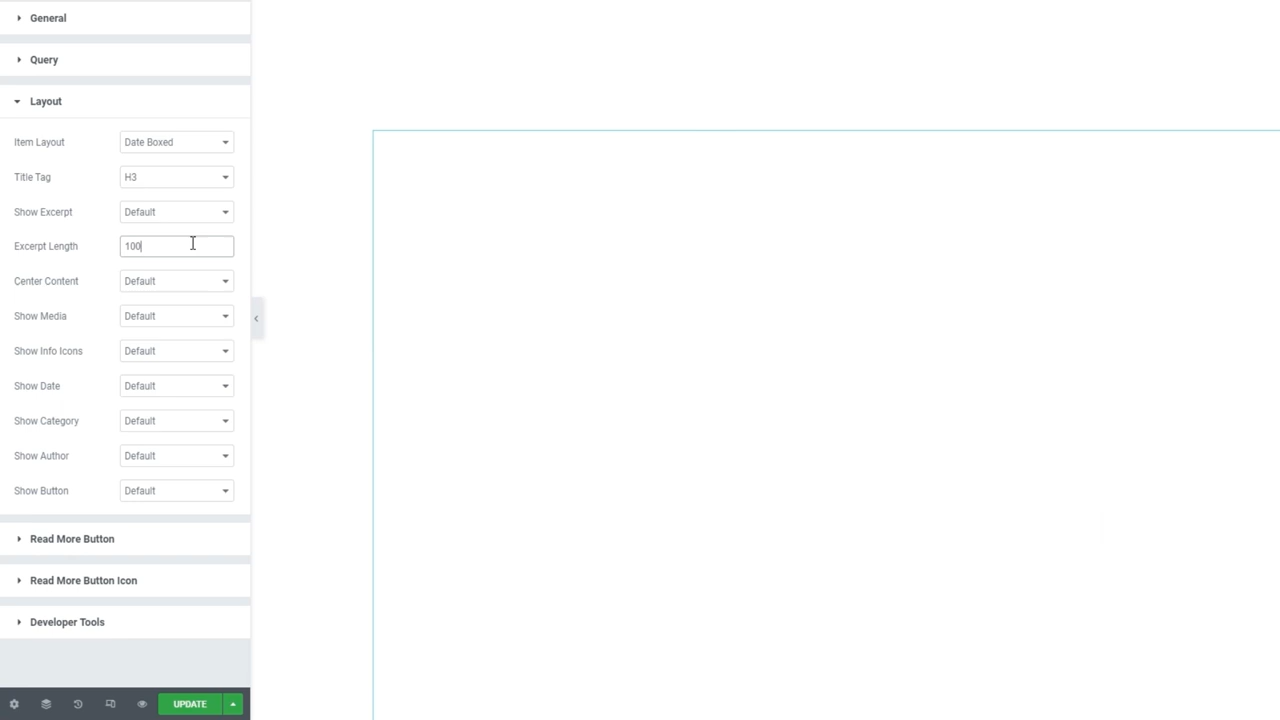 General
Query
Layout
Item Layout Date Boxed
Title Tag H3
Show Excerpt Default
Excerpt Length 100
Center Content Default
Show Media Default
Show Info Icons Default
Show Date Default
Show Category Default
Show Author Default
Show Button Default
Read More Button
Read More Button Icon
Developer Tools
UPDATE